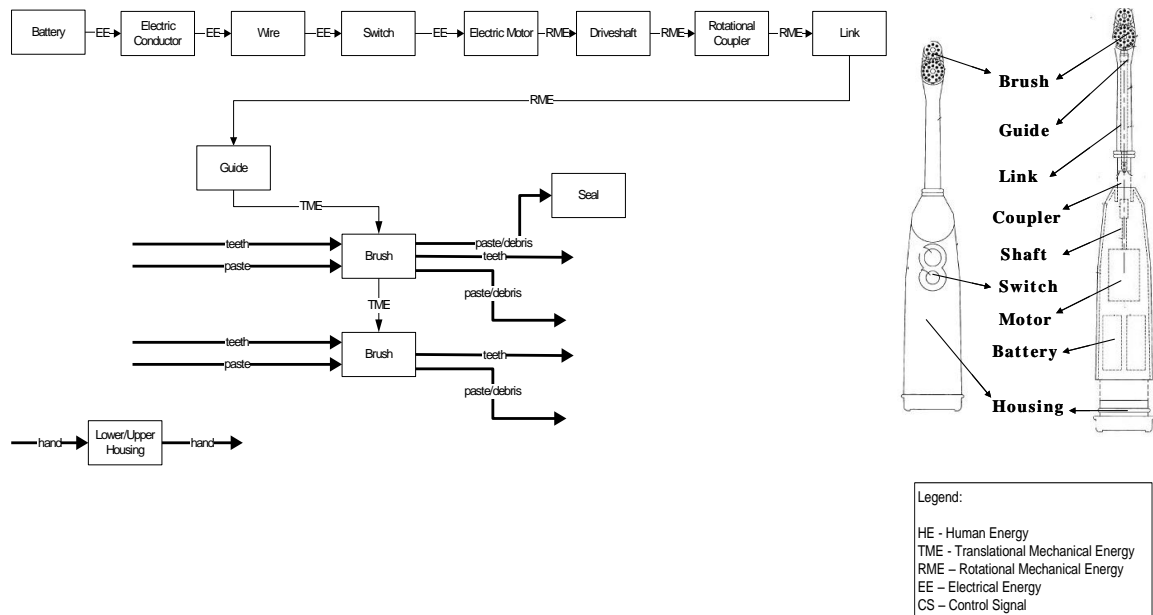 Battery
EE
Electric
Conductor
EE
Wire
EE
Switch
EE
Electric Motor
RME
Driveshaft
RME
Rotational
Coupler
RME
Link
RME
Guide
TME
Seal
teeth
paste
Brush
paste/debris
teeth
paste/debris
TME
teeth
paste
Brush
teeth
paste/debris
hand
Lower/Upper
Housing
hand
Brush
Guide
Link
Coupler
Shaft
Switch
Motor
Battery
Housing
Legend:
HE - Human Energy
TME - Translational Mechanical Energy
RME – Rotational Mechanical Energy
EE – Electrical Energy
CS – Control Signal